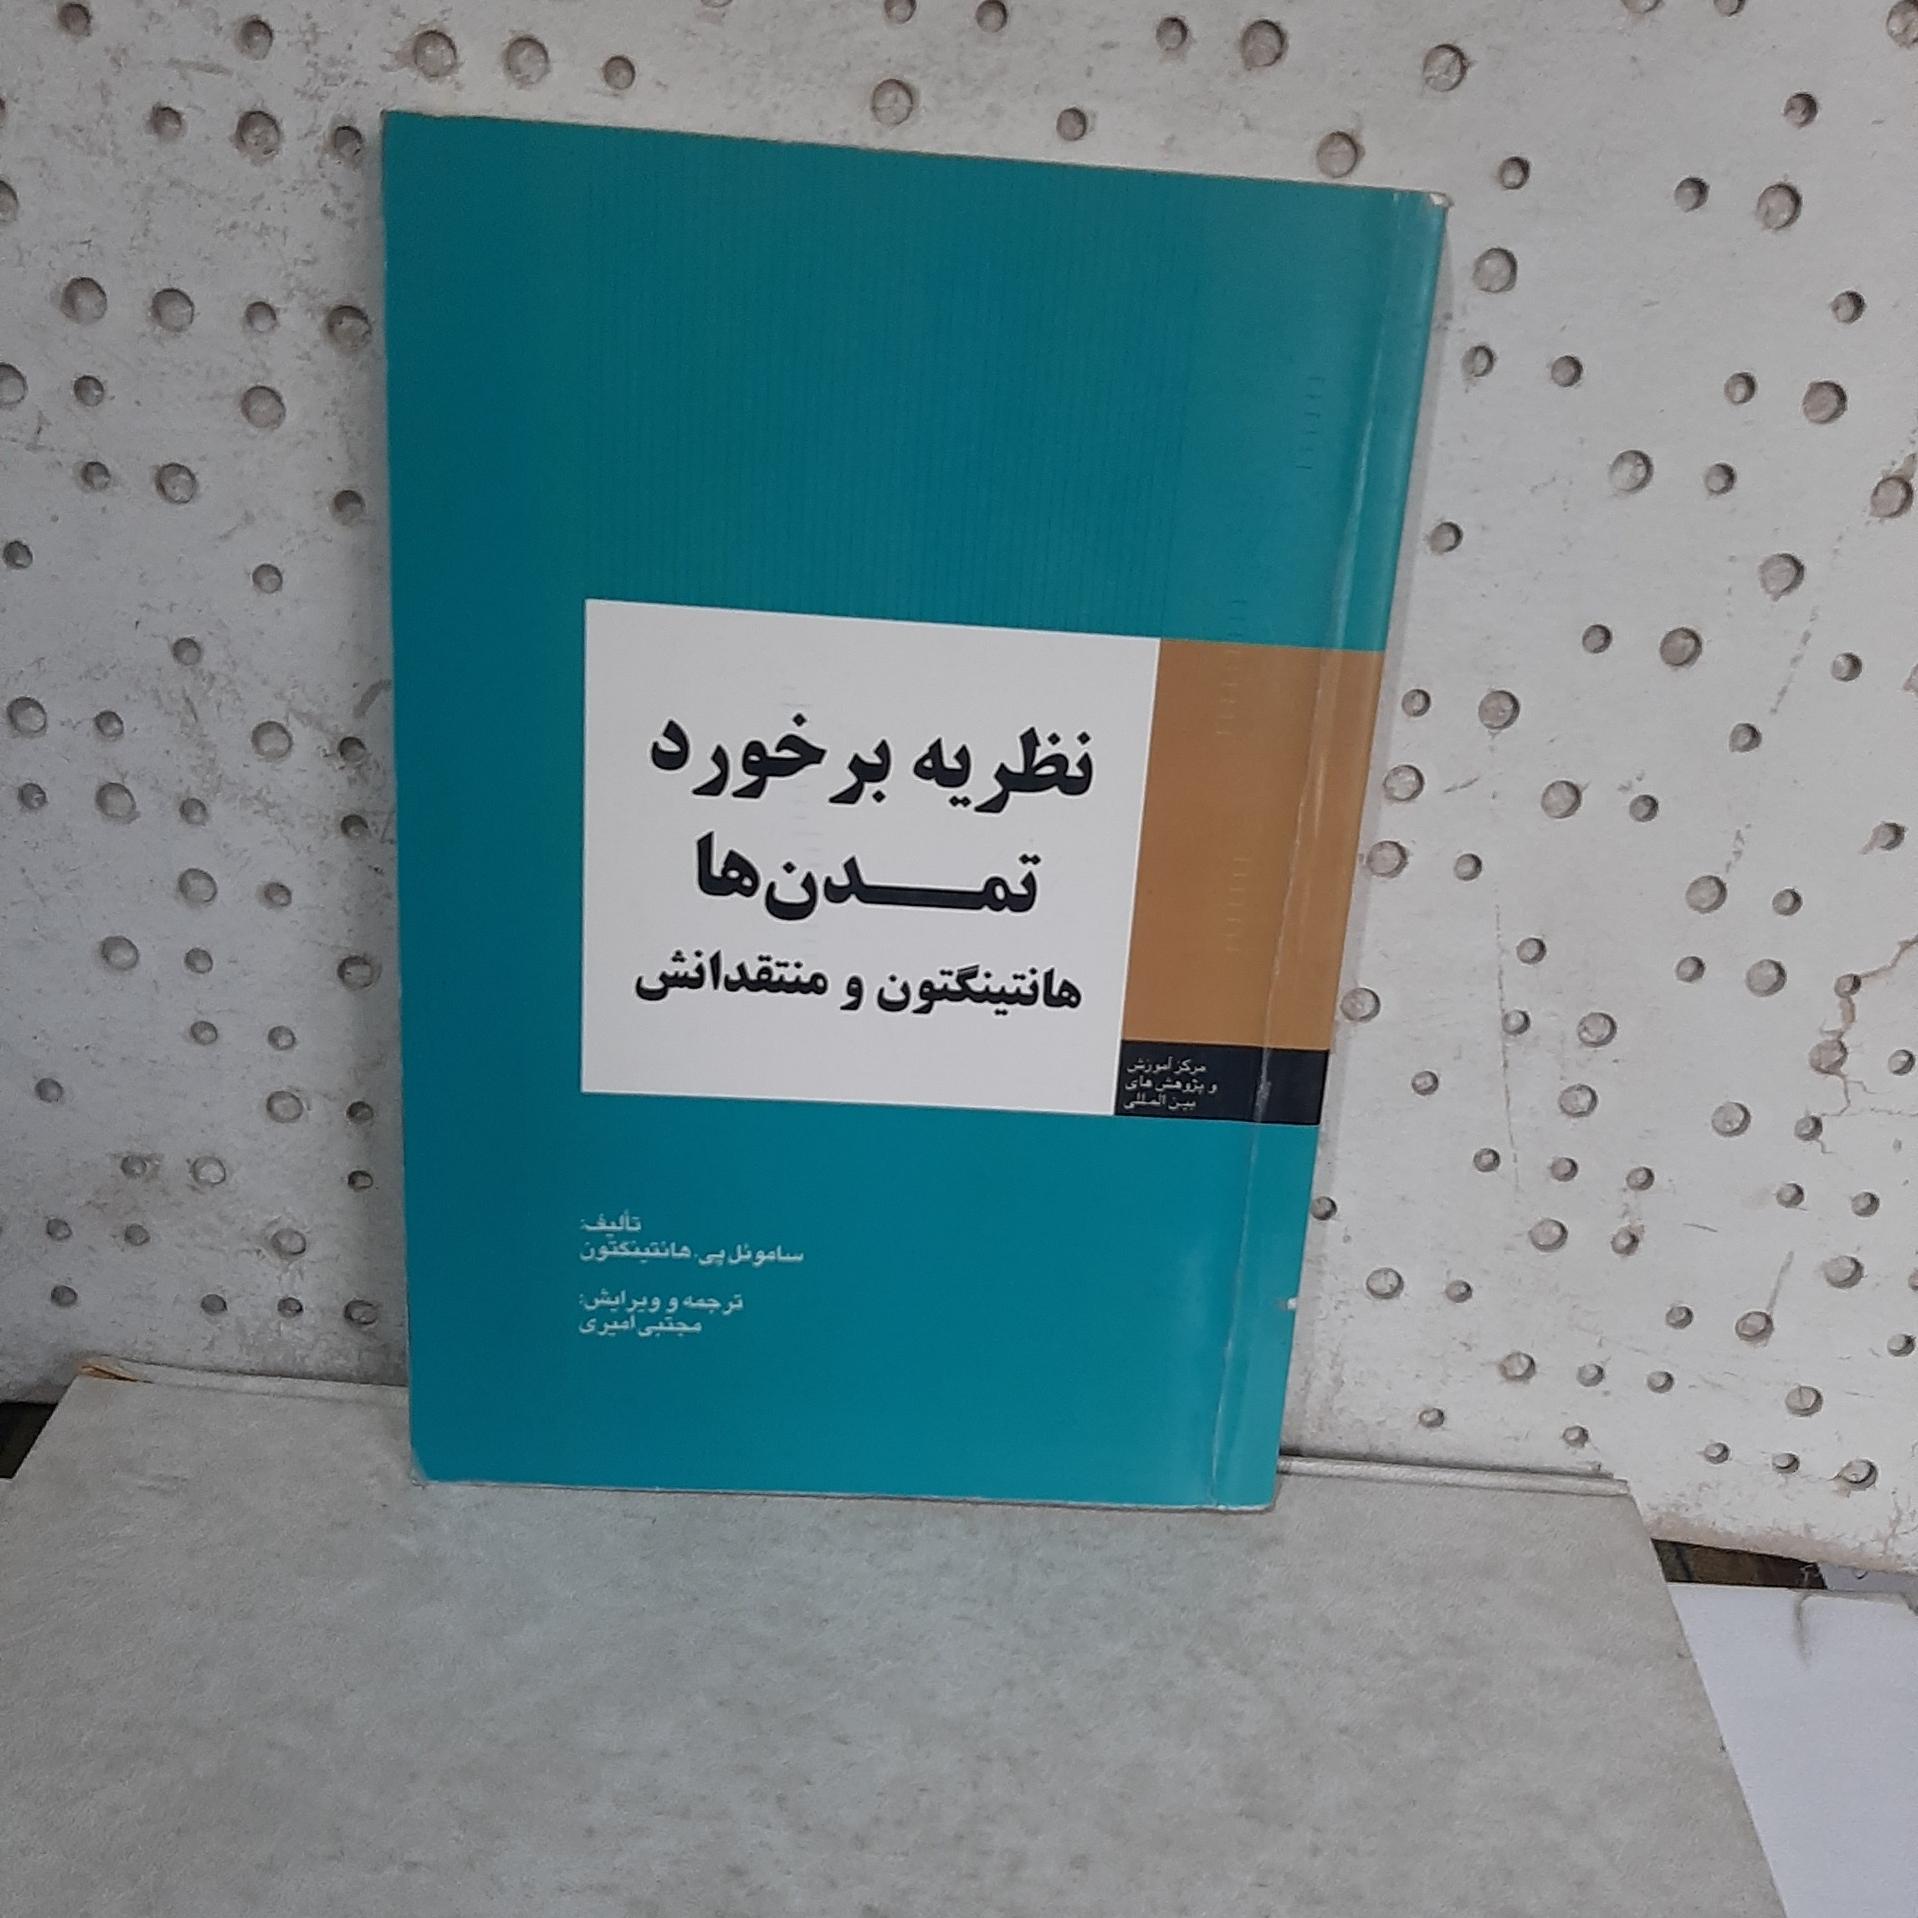 نظریه برخورد
تمدن‌ها
هانتینگتون و منتقدانش
مرکز آموزش
و پژوهش های
بین المللی
تألیف:
ساموئل پی. هانتینگتون
ترجمه و ویرایش:
مجتبی امیری